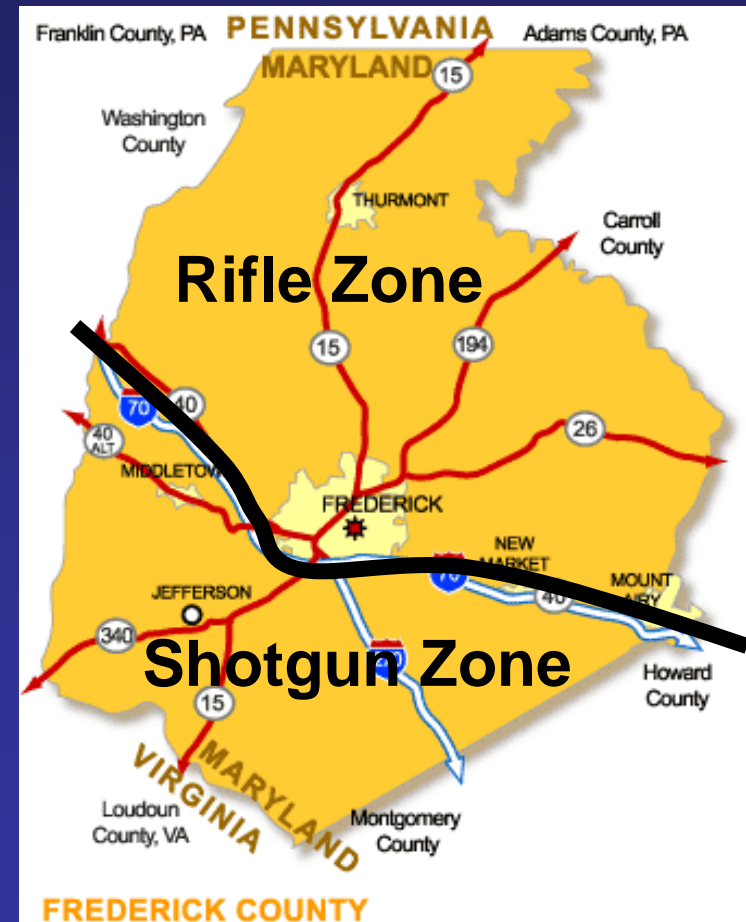 Franklin County, PA
PENNSYLVANIA
Adams County, PA
MARYLAND
15
Washington
County
THURMONT
Carroll
County
Rifle Zone
15
194
70
40
26
40
ALT
MIDDLETOW
FREDERICK
NEW
MARKET
70
MOUNT
40
JEFFERSON
340
Shotgun Zone
Howard
County
15
VIRGINIA
MARYLAND
Loudoun
County, VA
Montgomery
County
FREDERICK COUNTY